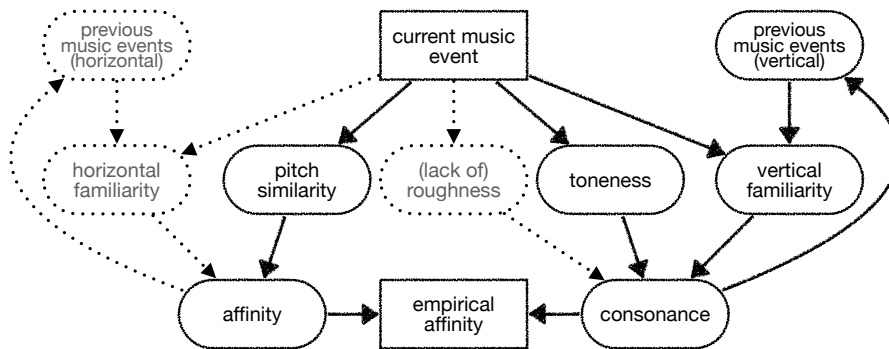 previous
music events
(horizontal)
current music
event
previous
music events
(vertical)
horizontal
familiarity
pitch
similarity
(lack of)
roughness
toneness
vertical
familiarity
affinity
empirical
affinity
consonance